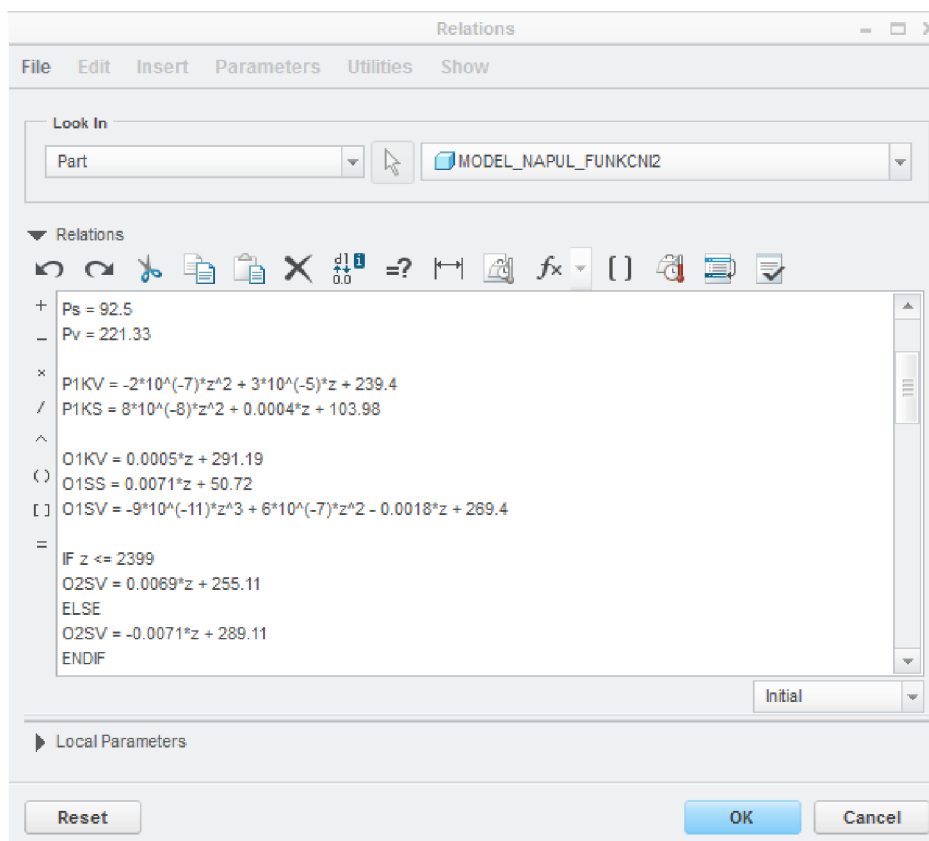 Relations
File Edit Insert Parameters Utilities Show
Look In
Part MODEL_NAPUL_FUNKCNI2
Relations
Ps = 92.5
Pv = 221.33
P1KV = -2*10^(-7)*z^2 + 3*10^(-5)*z + 239.4
P1KS = 8*10^(-8)*z^2 + 0.0004*z + 103.98
O1KV = 0.0005*z + 291.19
O1SS = 0.0071*z + 50.72
O1SV = -9*10^(-11)*z^3 + 6*10^(-7)*z^2 - 0.0018*z + 269.4
IF z <= 2399
O2SV = 0.0069*z + 255.11
ELSE
O2SV = -0.0071*z + 289.11
ENDIF
Initial
Local Parameters
Reset OK Cancel